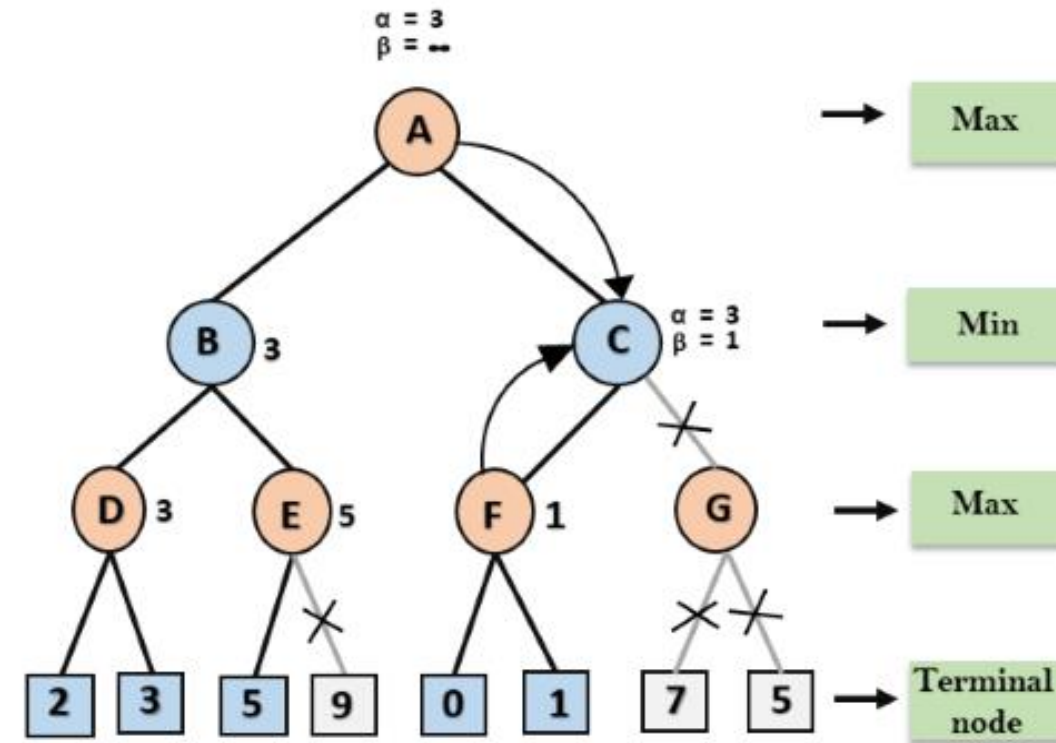 α = 3
β = ∞
A
Max
B
3
C
α = 3
β = 1
Min
D
3
E
5
F
1
G
Max
2
3
5
9
0
1
7
5
Terminal
node